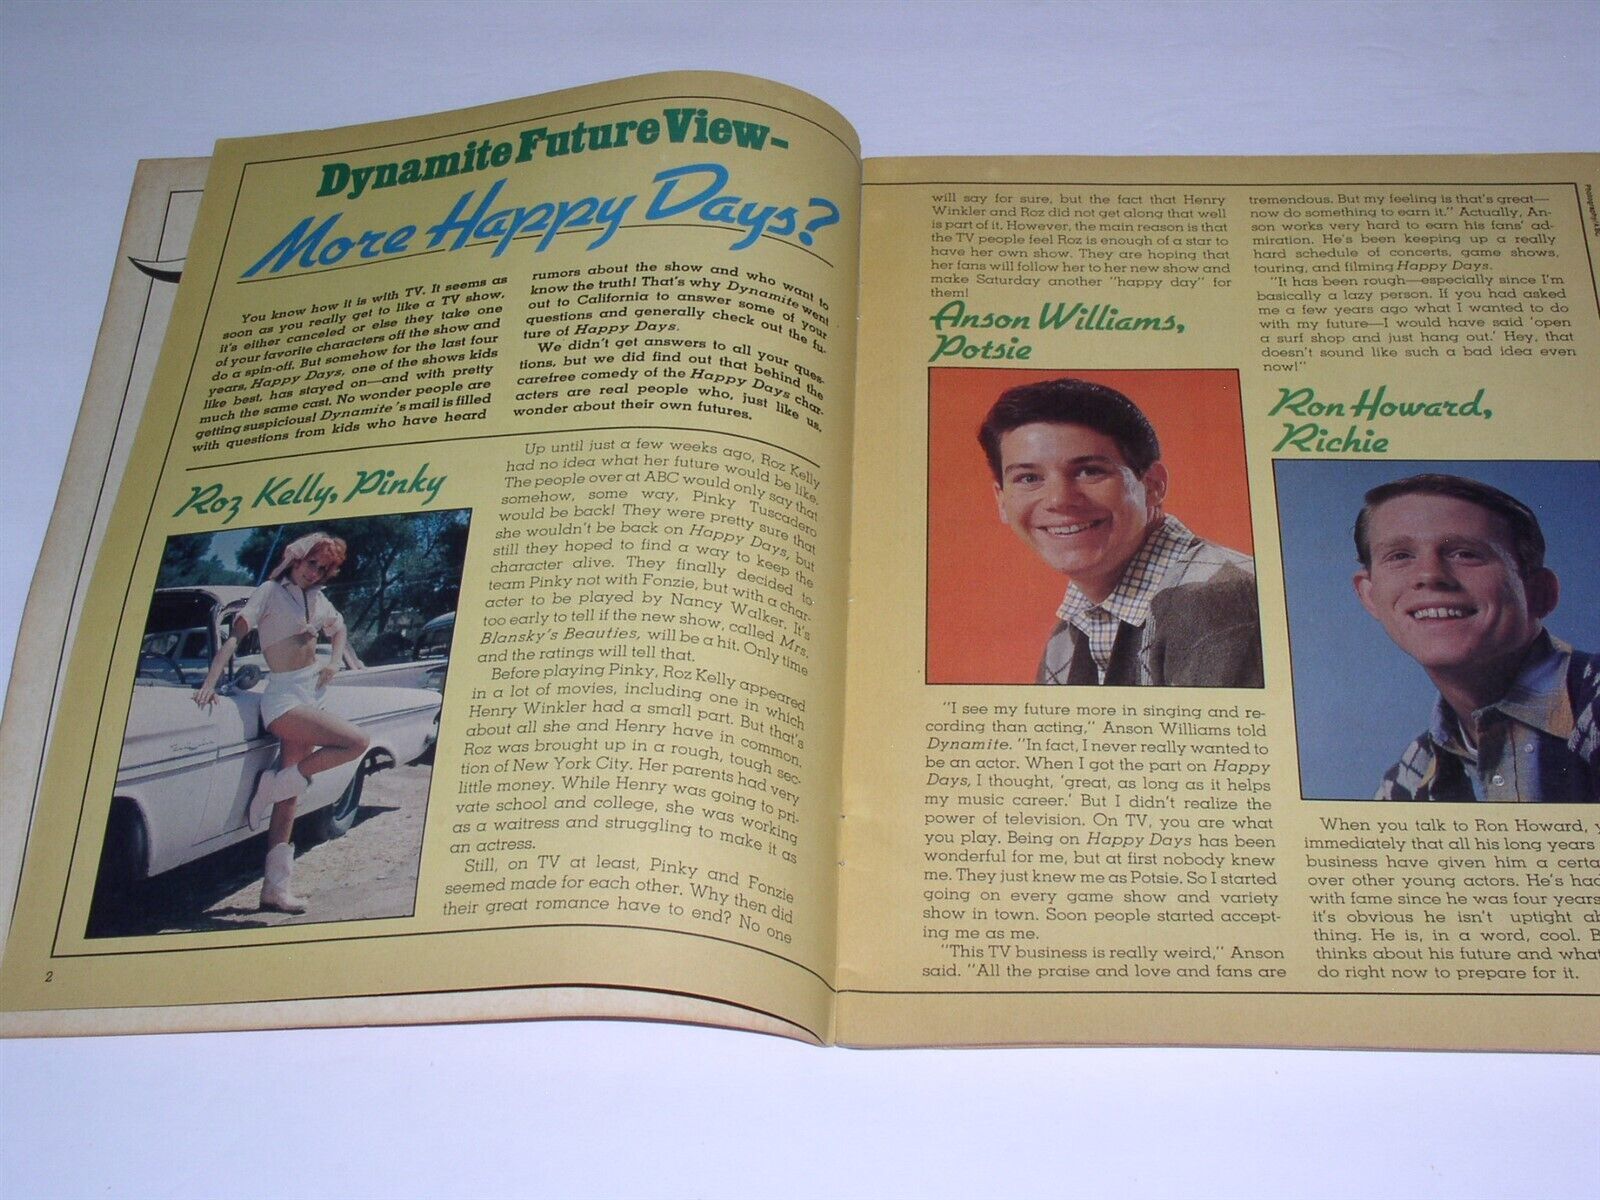 Dynamite Future View-
More Happy Days?
You know how it is with TV. It seems as
soon as you really get to like a TV show,
it's either canceled or else they take one
of your favorite characters off the show and
do a spin-off. But somehow for the last four
years, Happy Days, one of the shows kids
like best, has stayed on—and with pretty
much the same cast. No wonder people are
getting suspicious! Dynamite's mail is filled
with questions from kids who have heard
rumors about the show and who want to
know the truth! That's why Dynamite went
out to California to answer some of your
questions and generally check out the fu-
ture of Happy Days.
We didn't get answers to all your ques-
tions, but we did find out that behind the
carefree comedy of the Happy Days char-
acters are real people who, just like us,
wonder about their own futures.
Roz Kelly, Pinky
Up until just a few weeks ago, Roz Kelly
had no idea what her future would be like.
The people over at ABC would only say that
somehow, some way, Pinky Tuscadero
would be back! They were pretty sure that
she wouldn't be back on Happy Days, but
still they hoped to find a way to keep the
character alive. They finally decided to
team Pinky not with Fonzie, but with a char-
acter to be played by Nancy Walker. It's
too early to tell if the new show, called Mrs.
Blansky's Beauties, will be a hit. Only time
and the ratings will tell that.
Before playing Pinky, Roz Kelly appeared
in a lot of movies, including one in which
Henry Winkler had a small part. But that's
about all she and Henry have in common.
Roz was brought up in a rough, tough sec-
tion of New York City. Her parents had very
little money. While Henry was going to pri-
vate school and college, she was working
as a waitress and struggling to make it as
an actress.
Still, on TV at least, Pinky and Fonzie
seemed made for each other. Why then did
their great romance have to end? No one
2
will say for sure, but the fact that Henry
Winkler and Roz did not get along that well
is part of it. However, the main reason is that
the TV people feel Roz is enough of a star to
have her own show. They are hoping that
her fans will follow her to her new show and
make Saturday another "happy day" for
them!
Anson Williams,
Potsie
"I see my future more in singing and re-
cording than acting," Anson Williams told
Dynamite. "In fact, I never really wanted to
be an actor. When I got the part on Happy
Days, I thought, 'great, as long as it helps
my music career.' But I didn't realize the
power of television. On TV, you are what
you play. Being on Happy Days has been
wonderful for me, but at first nobody knew
me. They just knew me as Potsie. So I started
going on every game show and variety
show in town. Soon people started accept-
ing me as me.
"This TV business is really weird," Anson
said. "All the praise and love and fans are
tremendous. But my feeling is that's great—
now do something to earn it." Actually, An-
son works very hard to earn his fans' ad-
miration. He's been keeping up a really
hard schedule of concerts, game shows,
touring, and filming Happy Days.
"It has been rough—especially since I'm
basically a lazy person. If you had asked
me a few years ago what I wanted to do
with my future—I would have said 'open
a surf shop and just hang out.' Hey, that
doesn't sound like such a bad idea even
now!"
Ron Howard,
Richie
When you talk to Ron Howard, y
immediately that all his long years
business have given him a certa
over other young actors. He's had
with fame since he was four years
it's obvious he isn't uptight ab
thing. He is, in a word, cool. B
thinks about his future and what
do right now to prepare for it.